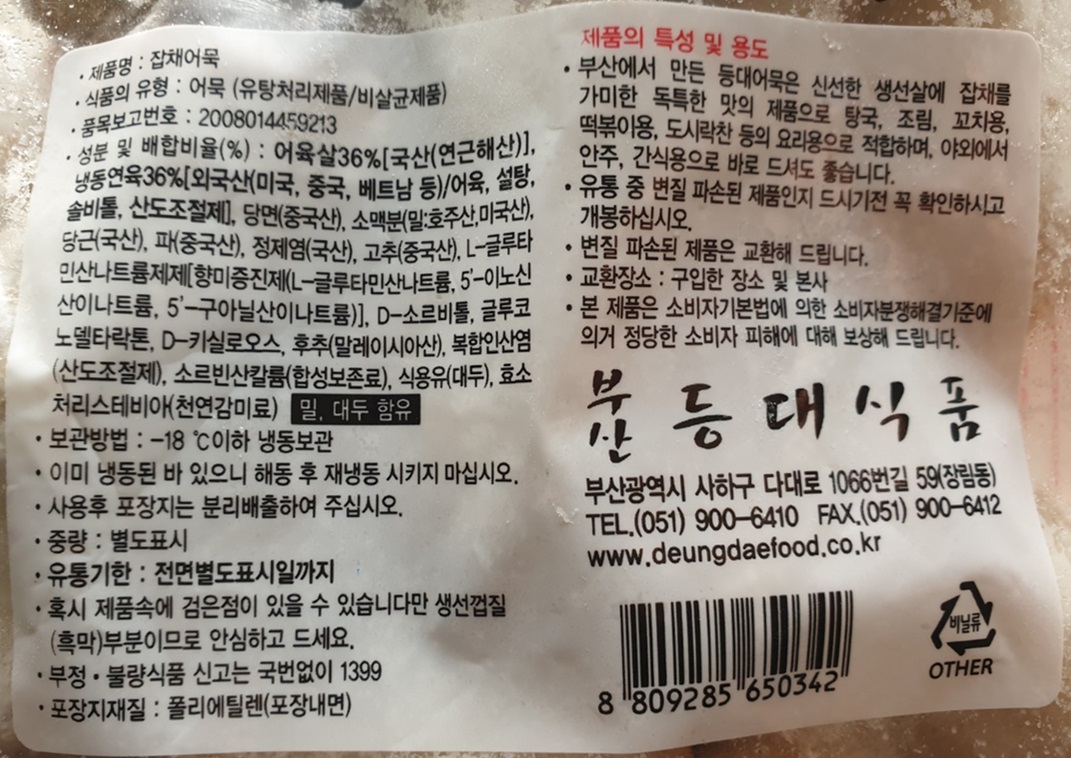 · 제품명 : 잡채어묵
· 식품의 유형 : 어묵 (유탕처리제품/비살균제품)
· 품목보고번호 : 2008014459213
· 성분 및 배합비율(%) : 어육살36%[국산(연근해산)],
냉동연육36%[외국산(미국, 중국, 베트남 등)/어육, 설탕,
솔비톨, 산도조절제], 당면(중국산), 소맥분(밀:호주산,미국산),
당근(국산), 파(중국산), 정제염(국산), 고추(중국산), L-글루타
민산나트륨제제[향미증진제(L-글루타민산나트륨, 5'-이노신
산이나트륨, 5'-구아닐산이나트륨)], D-소르비톨, 글루코
노델타락톤, D-키실로오스, 후추(말레이시아산), 복합인산염
(산도조절제), 소르빈산칼륨(합성보존료), 식용유(대두), 효소
처리스테비아(천연감미료) 밀, 대두 함유
· 보관방법 : -18 ℃이하 냉동보관
· 이미 냉동된 바 있으니 해동 후 재냉동 시키지 마십시오.
· 사용후 포장지는 분리배출하여 주십시오.
· 중량 : 별도표시
· 유통기한 : 전면별도표시일까지
· 혹시 제품속에 검은점이 있을 수 있습니다만 생선껍질
(흑막)부분이므로 안심하고 드세요.
· 부정·불량식품 신고는 국번없이 1399
· 포장지재질 : 폴리에틸렌(포장내면)
제품의 특성 및 용도
· 부산에서 만든 등대어묵은 신선한 생선살에 잡채를
가미한 독특한 맛의 제품으로 탕국, 조림, 꼬치용,
떡볶이용, 도시락찬 등의 요리용으로 적합하며, 야외에서
안주, 간식용으로 바로 드셔도 좋습니다.
· 유통 중 변질 파손된 제품인지 드시기전 꼭 확인하시고
개봉하십시오.
· 변질 파손된 제품은 교환해 드립니다.
· 교환장소 : 구입한 장소 및 본사
· 본 제품은 소비자기본법에 의한 소비자분쟁해결기준에
의거 정당한 소비자 피해에 대해 보상해 드립니다.
부산 등대식품
부산광역시 사하구 다대로 1066번길 59(장림동)
TEL.(051) 900-6410 FAX.(051) 900-6412
www.deungdaefood.co.kr
8 809285 650342
비닐류
OTHER